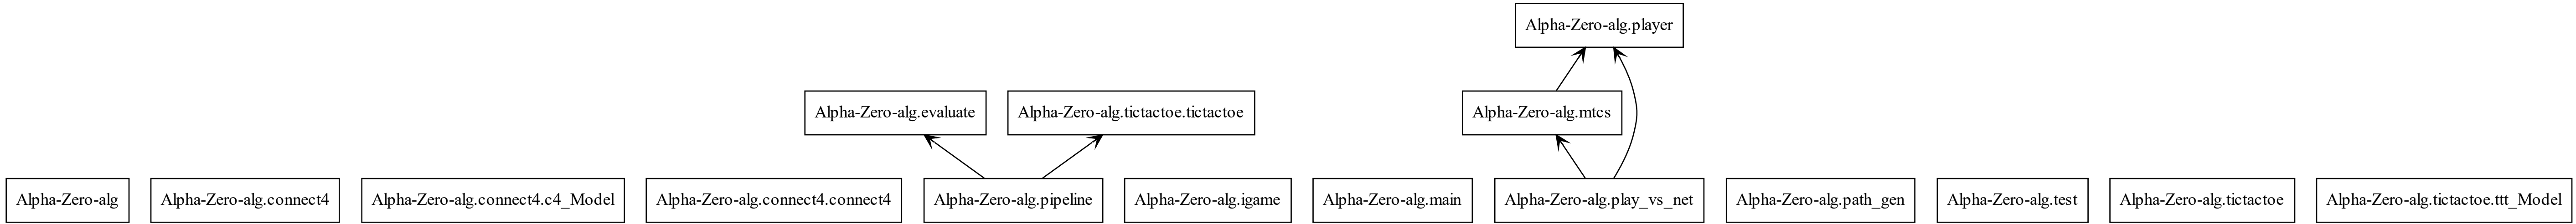 Alpha-Zero-alg.player
Alpha-Zero-alg.evaluate
Alpha-Zero-alg.tictactoe.tictactoe
Alpha-Zero-alg.mtcs
Alpha-Zero-alg
Alpha-Zero-alg.connect4
Alpha-Zero-alg.connect4.c4_Model
Alpha-Zero-alg.connect4.connect4
Alpha-Zero-alg.pipeline
Alpha-Zero-alg.igame
Alpha-Zero-alg.main
Alpha-Zero-alg.play_vs_net
Alpha-Zero-alg.path_gen
Alpha-Zero-alg.test
Alpha-Zero-alg.tictactoe
Alpha-Zero-alg.tictactoe.ttt_Model